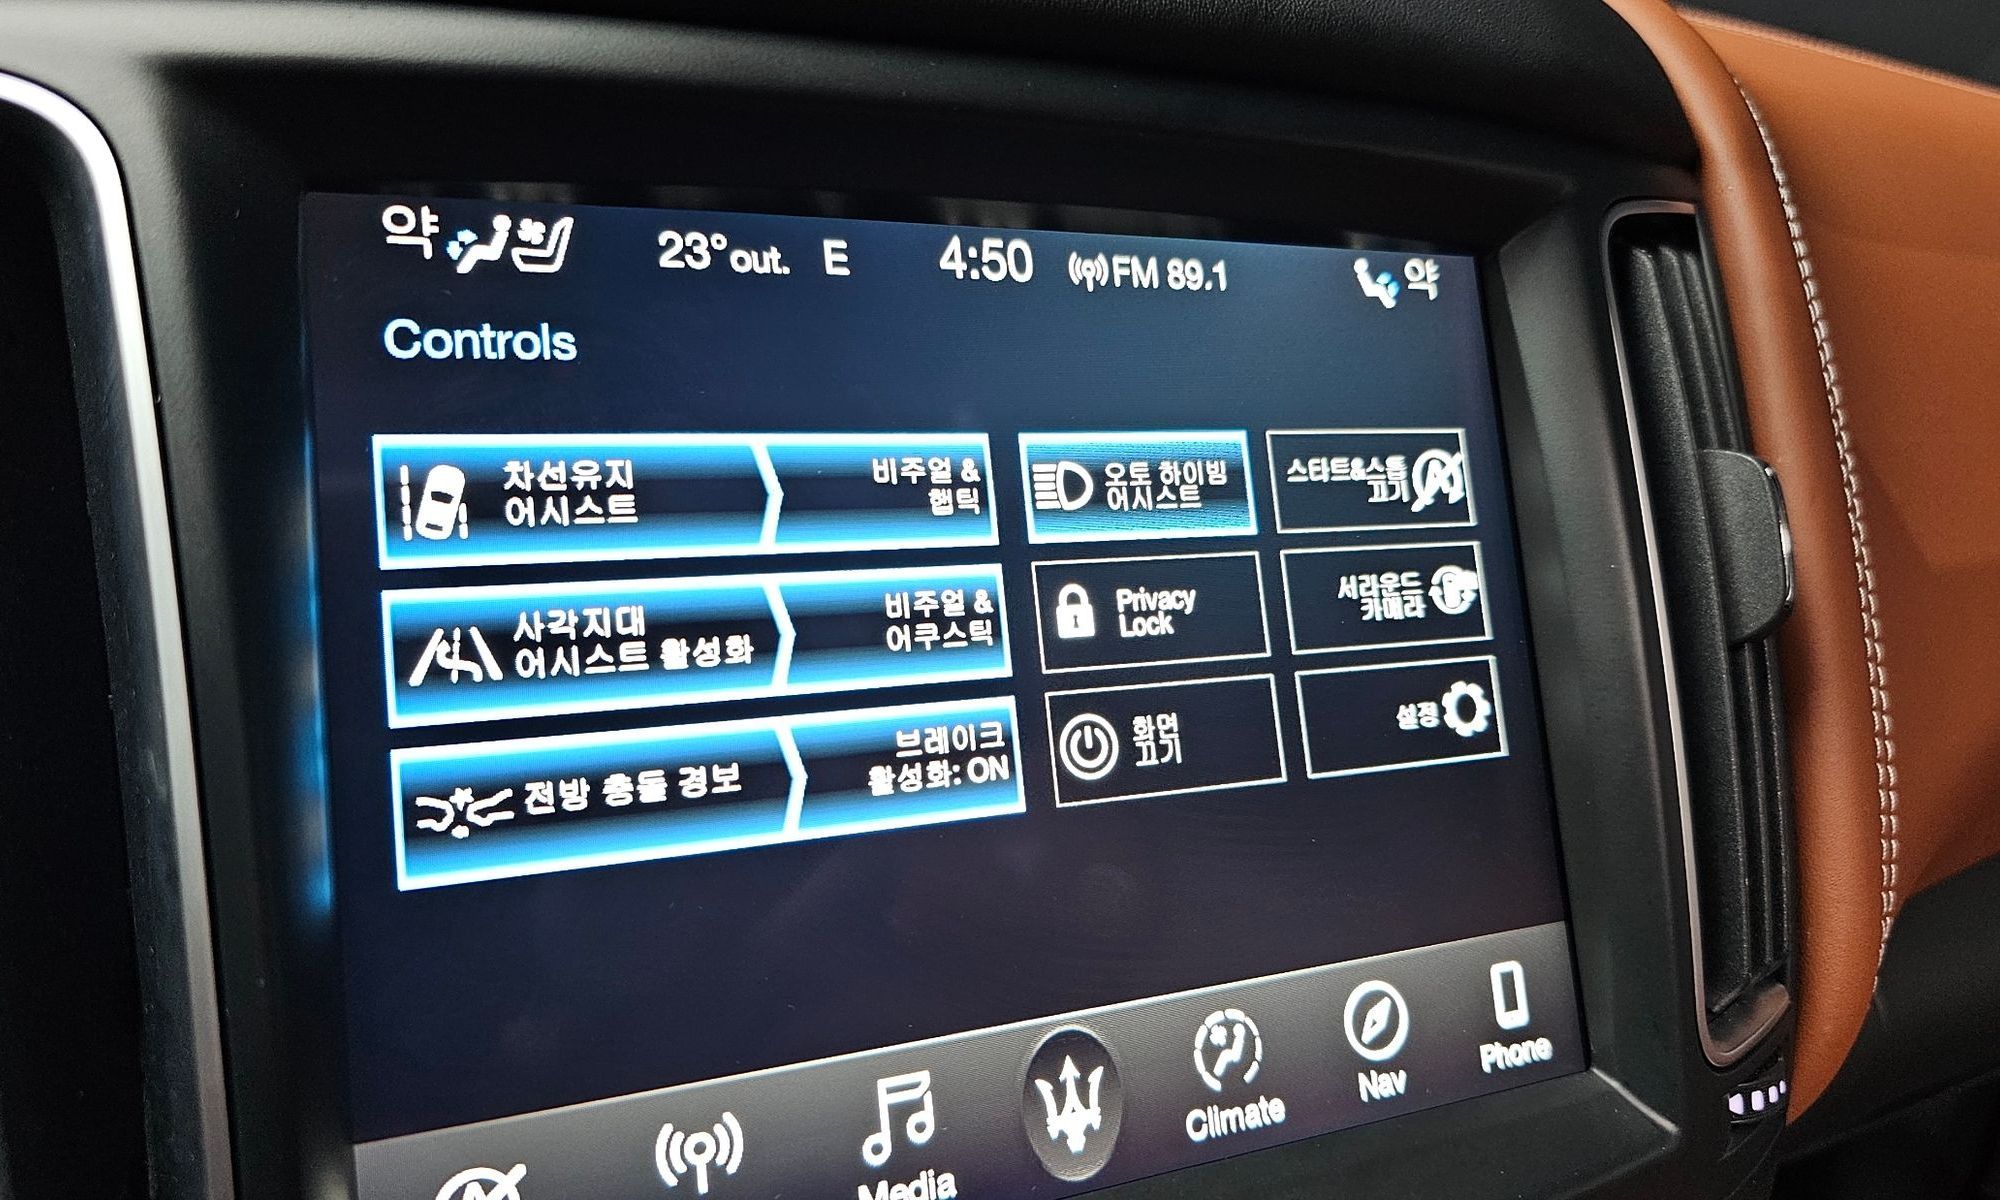 약 23°out. E 4:50 FM 89.1 약
Controls
차선유지
어시스트
비주얼 &
햅틱
오토 하이빔
어시스트
스타트&스톱
끄기
사각지대
어시스트 활성화
비주얼 &
어쿠스틱
Privacy
Lock
서라운드
카메라
전방 충돌 경보
브레이크
활성화: ON
화면
끄기
설정
Media
Climate
Nav
Phone